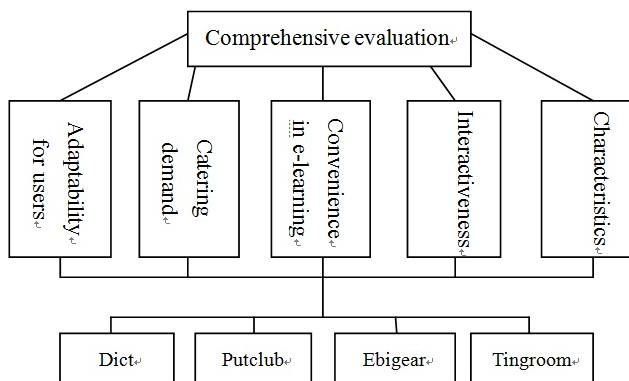 Comprehensive evaluation
Adaptability
for users
Catering
demand
Convenience
in e-learning
Interactiveness
Characteristics
Dict
Putclub
Ebigear
Tingroom